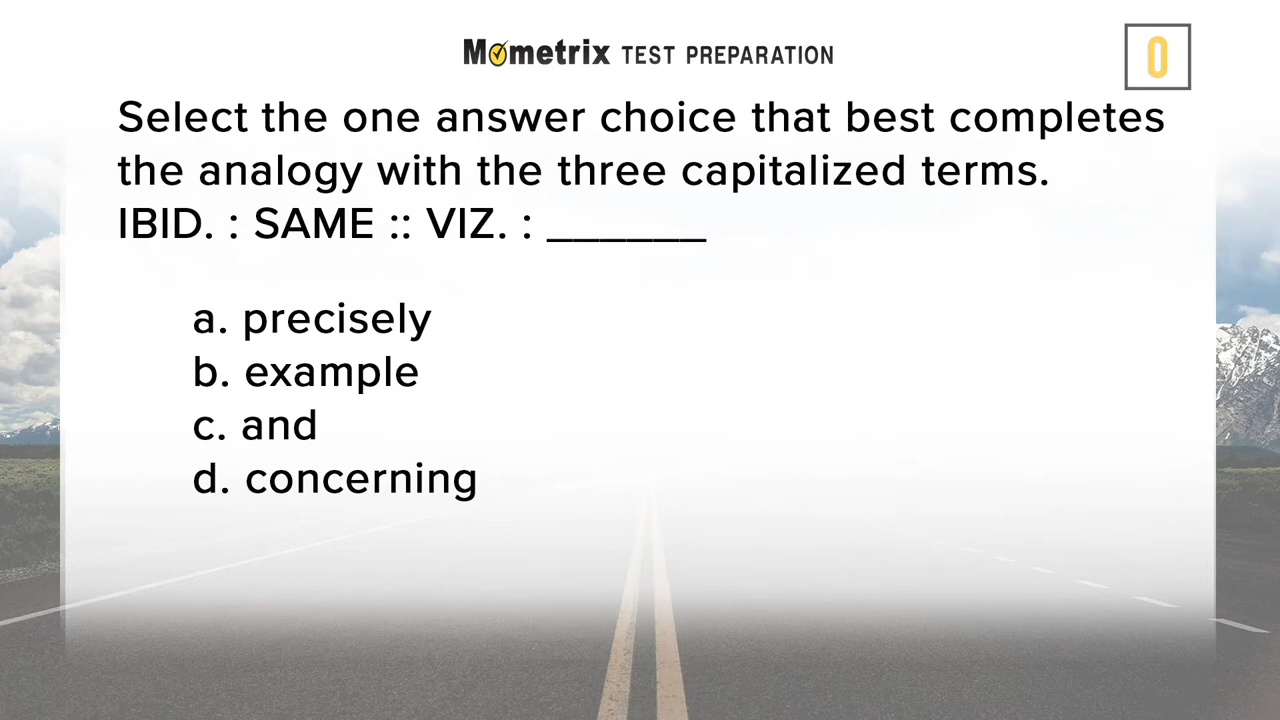 Mometrix TEST PREPARATION
0
Select the one answer choice that best completes
the analogy with the three capitalized terms.
IBID. : SAME :: VIZ. : ______
a. precisely
b. example
c. and
d. concerning